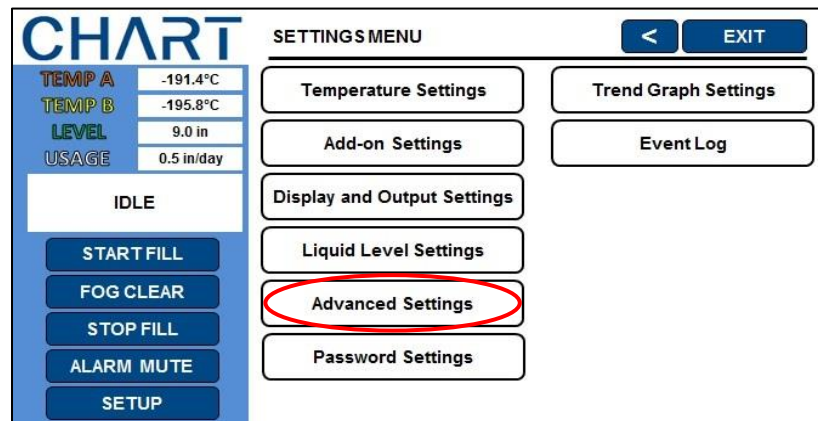 CHART
SETTINGS MENU
< EXIT
TEMP A -191.4°C
TEMP B -195.8°C
LEVEL 9.0 in
USAGE 0.5 in/day
IDLE
START FILL
FOG CLEAR
STOP FILL
ALARM MUTE
SETUP
Temperature Settings
Add-on Settings
Display and Output Settings
Liquid Level Settings
Advanced Settings
Password Settings
Trend Graph Settings
Event Log